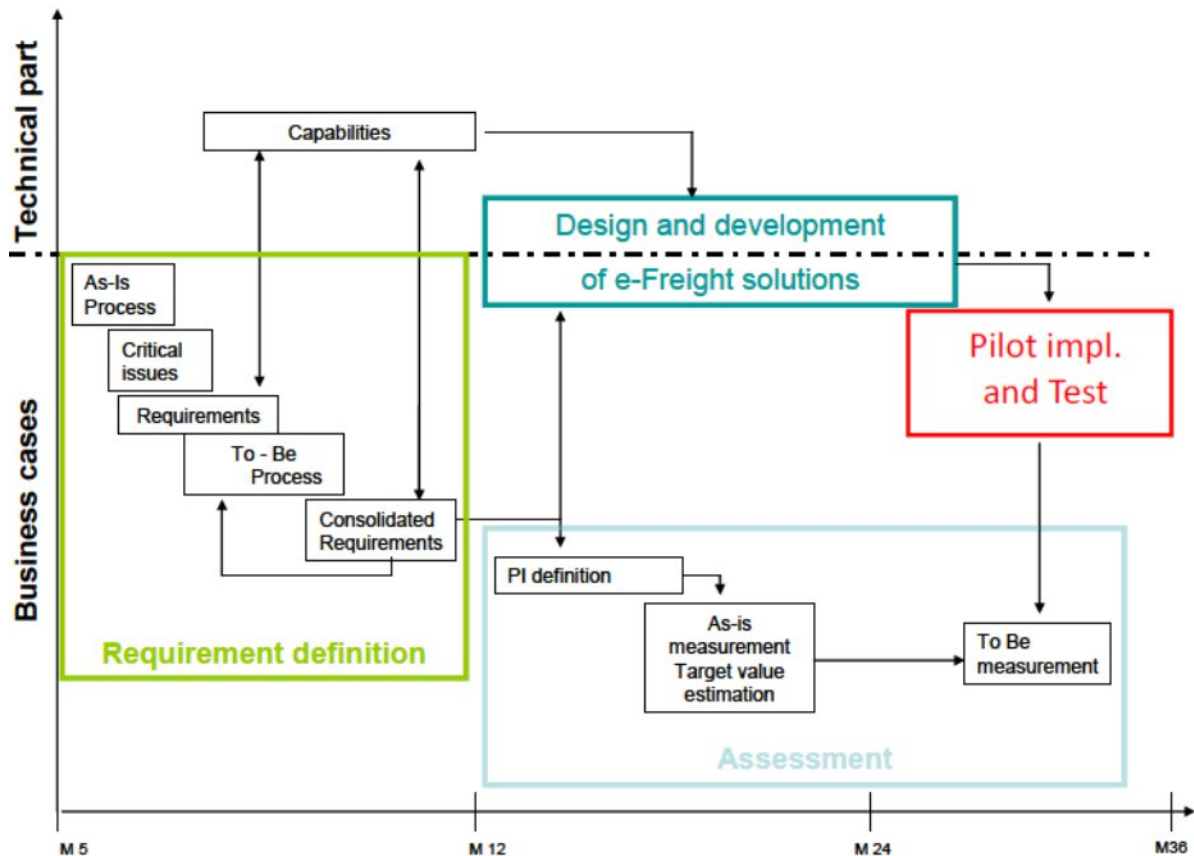 Technical part
Business cases
Capabilities
Design and development
of e-Freight solutions
As-Is
Process
Critical
issues
Requirements
To - Be
Process
Consolidated
Requirements
Requirement definition
Pilot impl.
and Test
PI definition
As-is
measurement
Target value
estimation
To Be
measurement
Assessment
M 5
M 12
M 24
M36